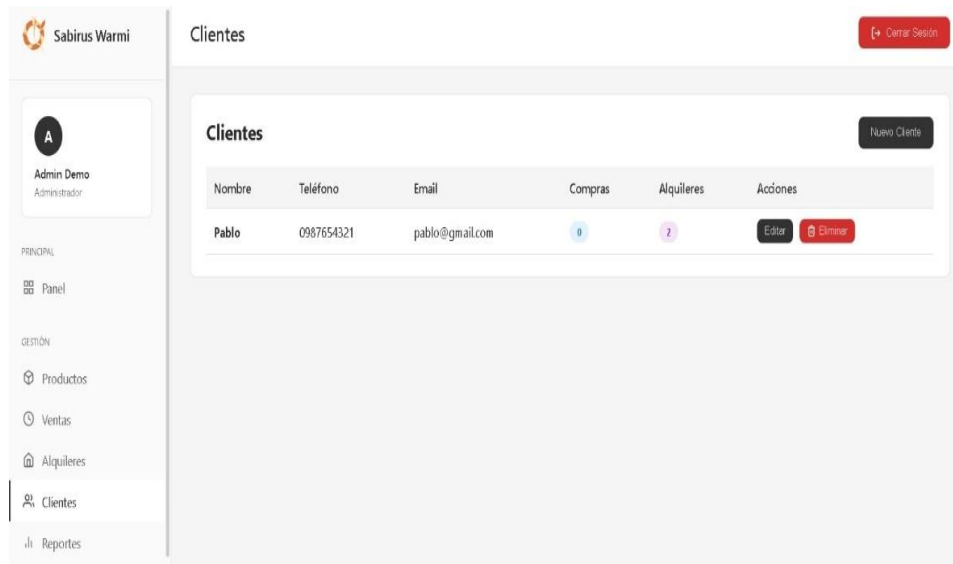 Sabirus Warmi
Clientes
Cerrar Sesión
A
Admin Demo
Administrador
PRINCIPAL
Panel
GESTIÓN
Productos
Ventas
Alquileres
Clientes
Reportes
Clientes
Nuevo Cliente
Nombre Teléfono Email Compras Alquileres Acciones
Pablo 0987654321 pablo@gmail.com 0 2 Editar Eliminar